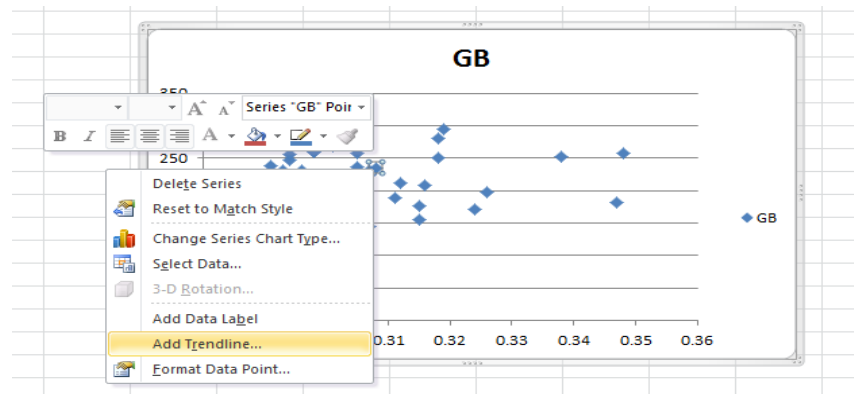 GB
350
Series "GB" Poir
B I A
250
Delete Series
Reset to Match Style
Change Series Chart Type...
Select Data...
3-D Rotation...
Add Data Label
Add Trendline...
Format Data Point...
GB
0.31 0.32 0.33 0.34 0.35 0.36